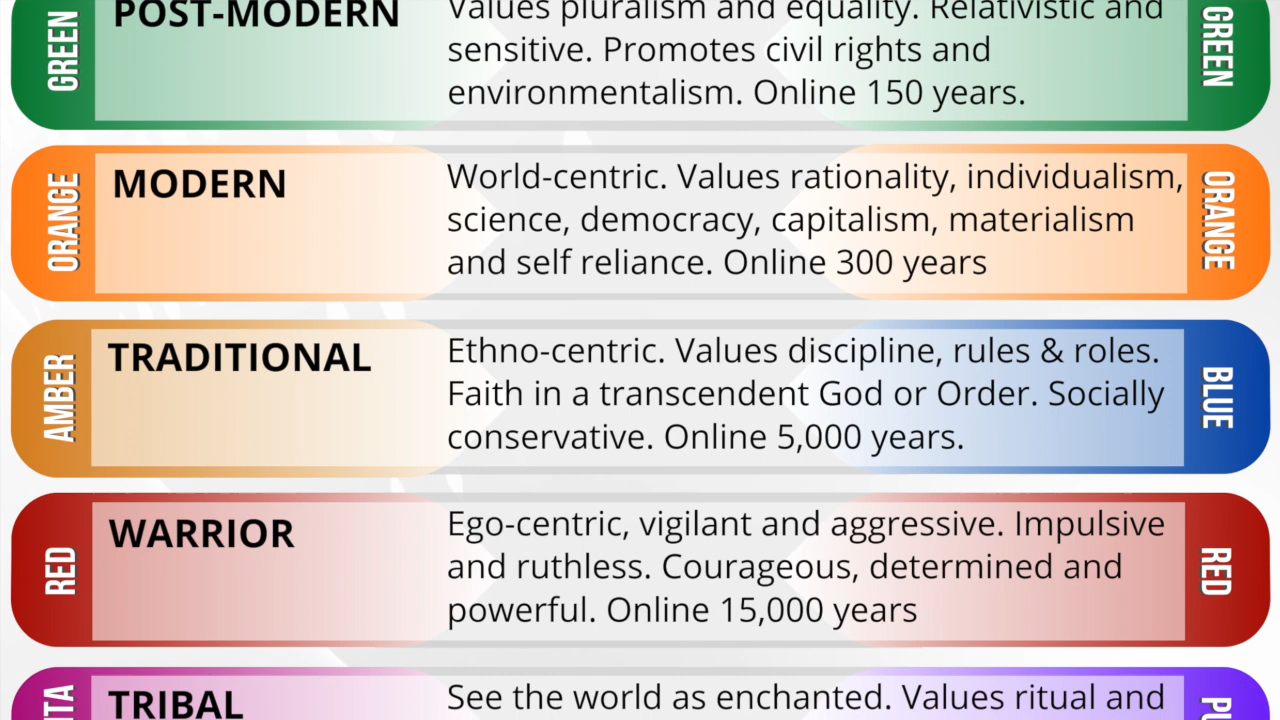 GREEN
POST-MODERN
Values pluralism and equality. Relativistic and
sensitive. Promotes civil rights and
environmentalism. Online 150 years.
GREEN
ORANGE
MODERN
World-centric. Values rationality, individualism,
science, democracy, capitalism, materialism
and self reliance. Online 300 years
ORANGE
AMBER
TRADITIONAL
Ethno-centric. Values discipline, rules & roles.
Faith in a transcendent God or Order. Socially
conservative. Online 5,000 years.
BLUE
RED
WARRIOR
Ego-centric, vigilant and aggressive. Impulsive
and ruthless. Courageous, determined and
powerful. Online 15,000 years
RED
TRIBAL
See the world as enchanted. Values ritual and